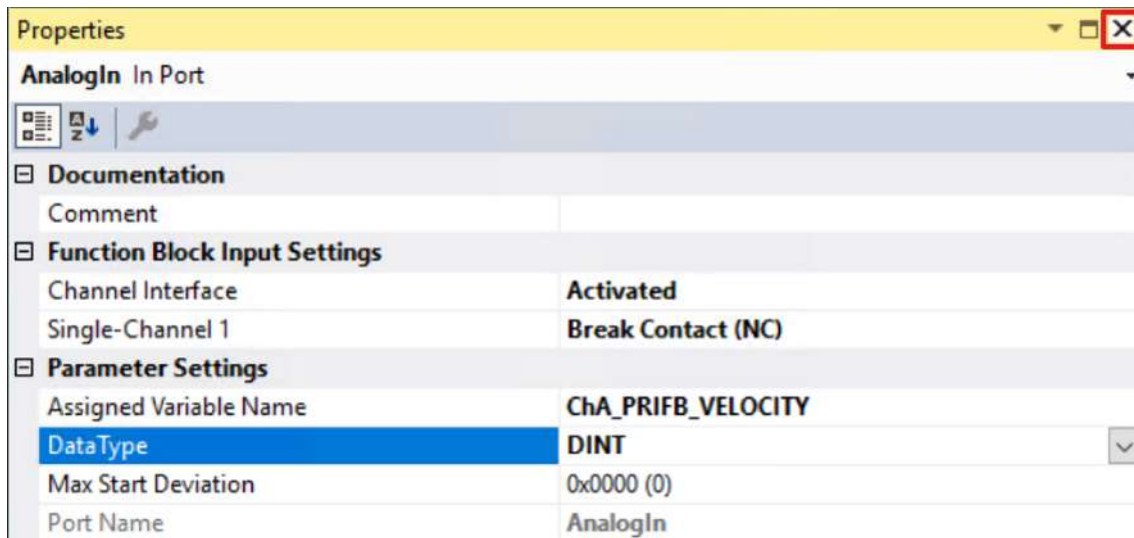 Properties
AnalogIn In Port
Documentation
Comment
Function Block Input Settings
Channel Interface Activated
Single-Channel 1 Break Contact (NC)
Parameter Settings
Assigned Variable Name ChA_PRIFB_VELOCITY
DataType DINT
Max Start Deviation 0x0000 (0)
Port Name AnalogIn